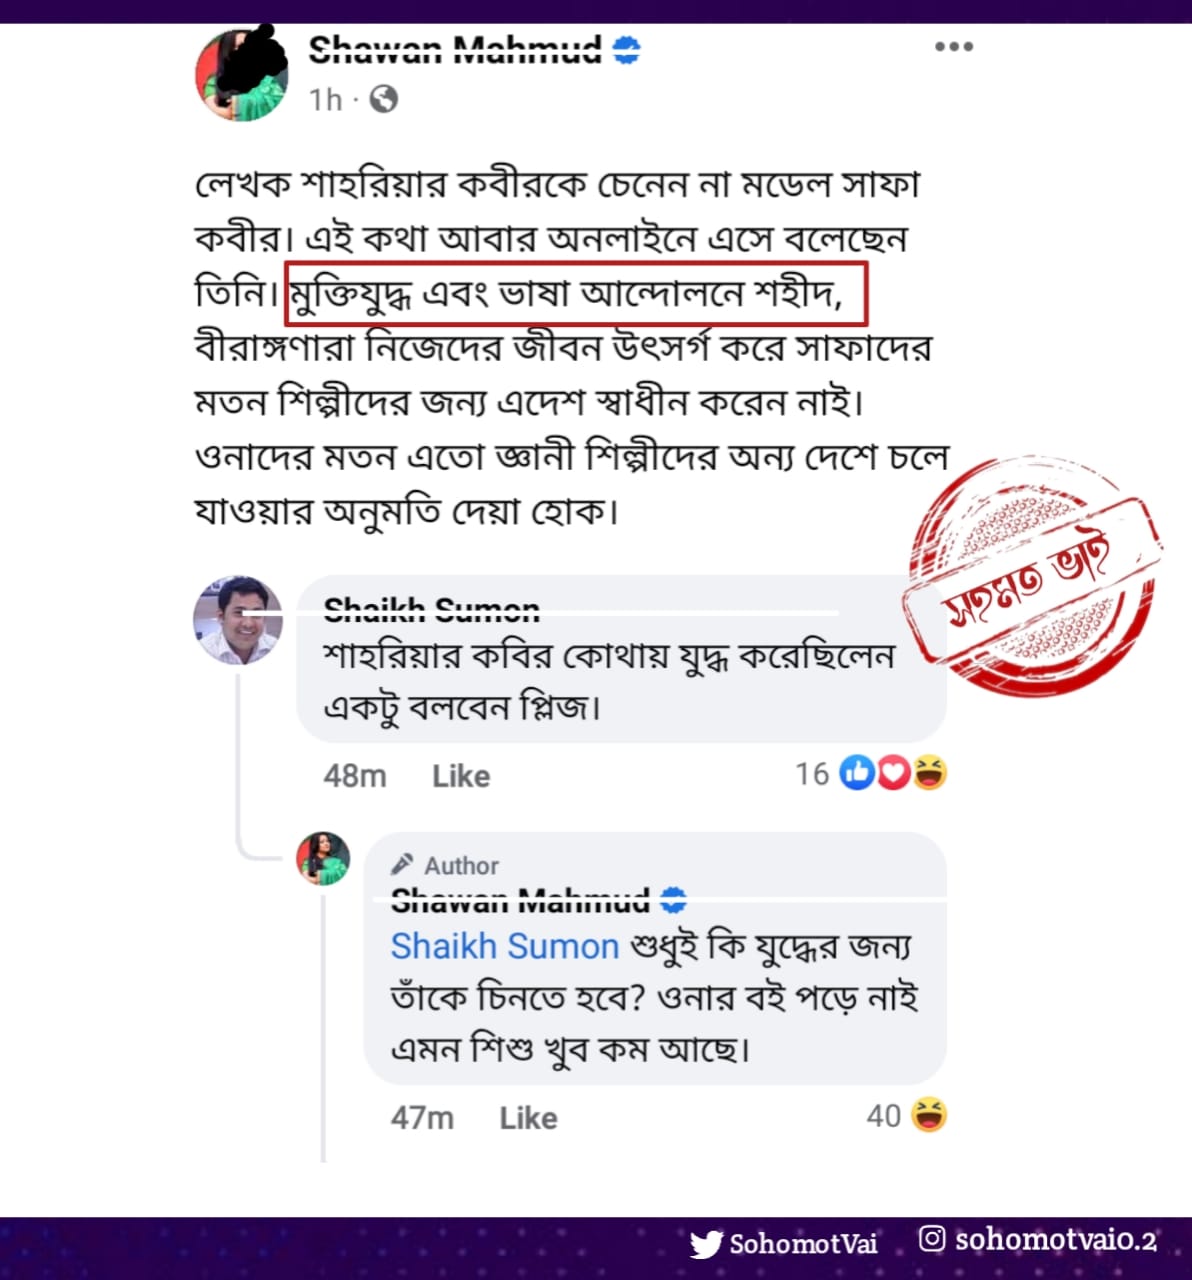 Shawan Mahmud
1h ·
লেখক শাহরিয়ার কবীরকে চেনেন না মডেল সাফা
কবীর। এই কথা আবার অনলাইনে এসে বলেছেন
তিনি। মুক্তিযুদ্ধ এবং ভাষা আন্দোলনে শহীদ,
বীরাঙ্গণারা নিজেদের জীবন উৎসর্গ করে সাফাদের
মতন শিল্পীদের জন্য এদেশ স্বাধীন করেন নাই।
ওনাদের মতন এতো জ্ঞানী শিল্পীদের অন্য দেশে চলে
যাওয়ার অনুমতি দেয়া হোক।
সহমত ভাই
Shaikh Sumon
শাহরিয়ার কবির কোথায় যুদ্ধ করেছিলেন
একটু বলবেন প্লিজ।
48m Like 16
Author
Shawan Mahmud
Shaikh Sumon শুধুই কি যুদ্ধের জন্য
তাঁকে চিনতে হবে? ওনার বই পড়ে নাই
এমন শিশু খুব কম আছে।
47m Like 40
SohomotVai sohomotvai0.2